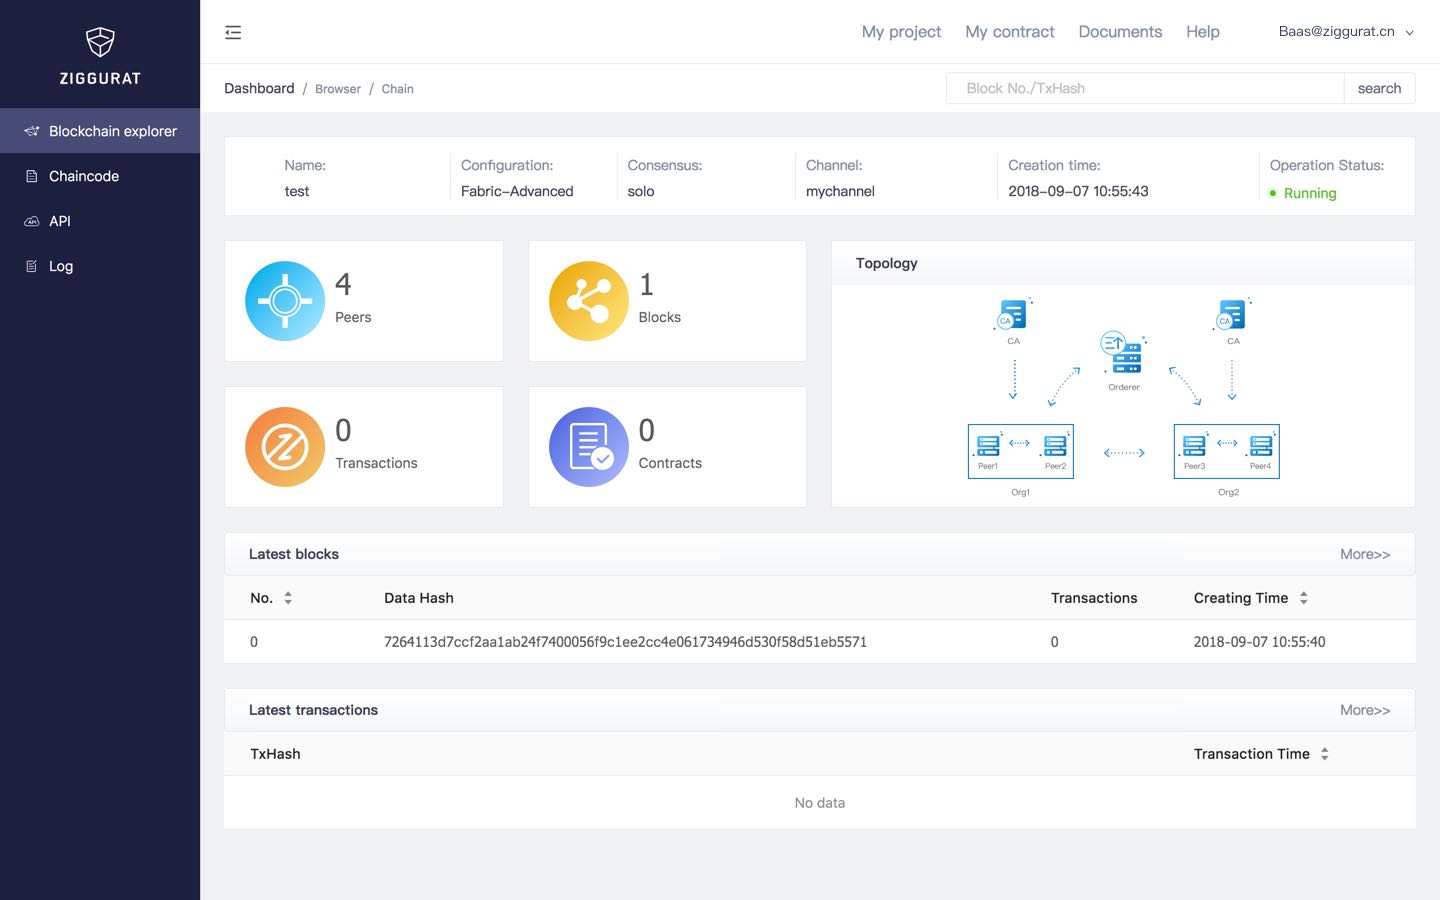 ZIGGURAT
My project
My contract
Documents
Help
Baas@ziggurat.cn
Blockchain explorer
Chaincode
API
Log
Dashboard / Browser / Chain
Block No./TxHash
search
Name:
test
Configuration:
Fabric-Advanced
Consensus:
solo
Channel:
mychannel
Creation time:
2018-09-07 10:55:43
Operation Status:
Running
4
Peers
1
Blocks
0
Transactions
0
Contracts
Topology
CA
CA
CA
CA
Orderer
Peer1
Peer2
Peer3
Peer4
Org1
Org2
Latest blocks
More>>
No.
Data Hash
Transactions
Creating Time
0
7264113d7ccf2aa1ab24f7400056f9c1ee2cc4e061734946d530f58d51eb5571
0
2018-09-07 10:55:40
Latest transactions
More>>
TxHash
Transaction Time
No data